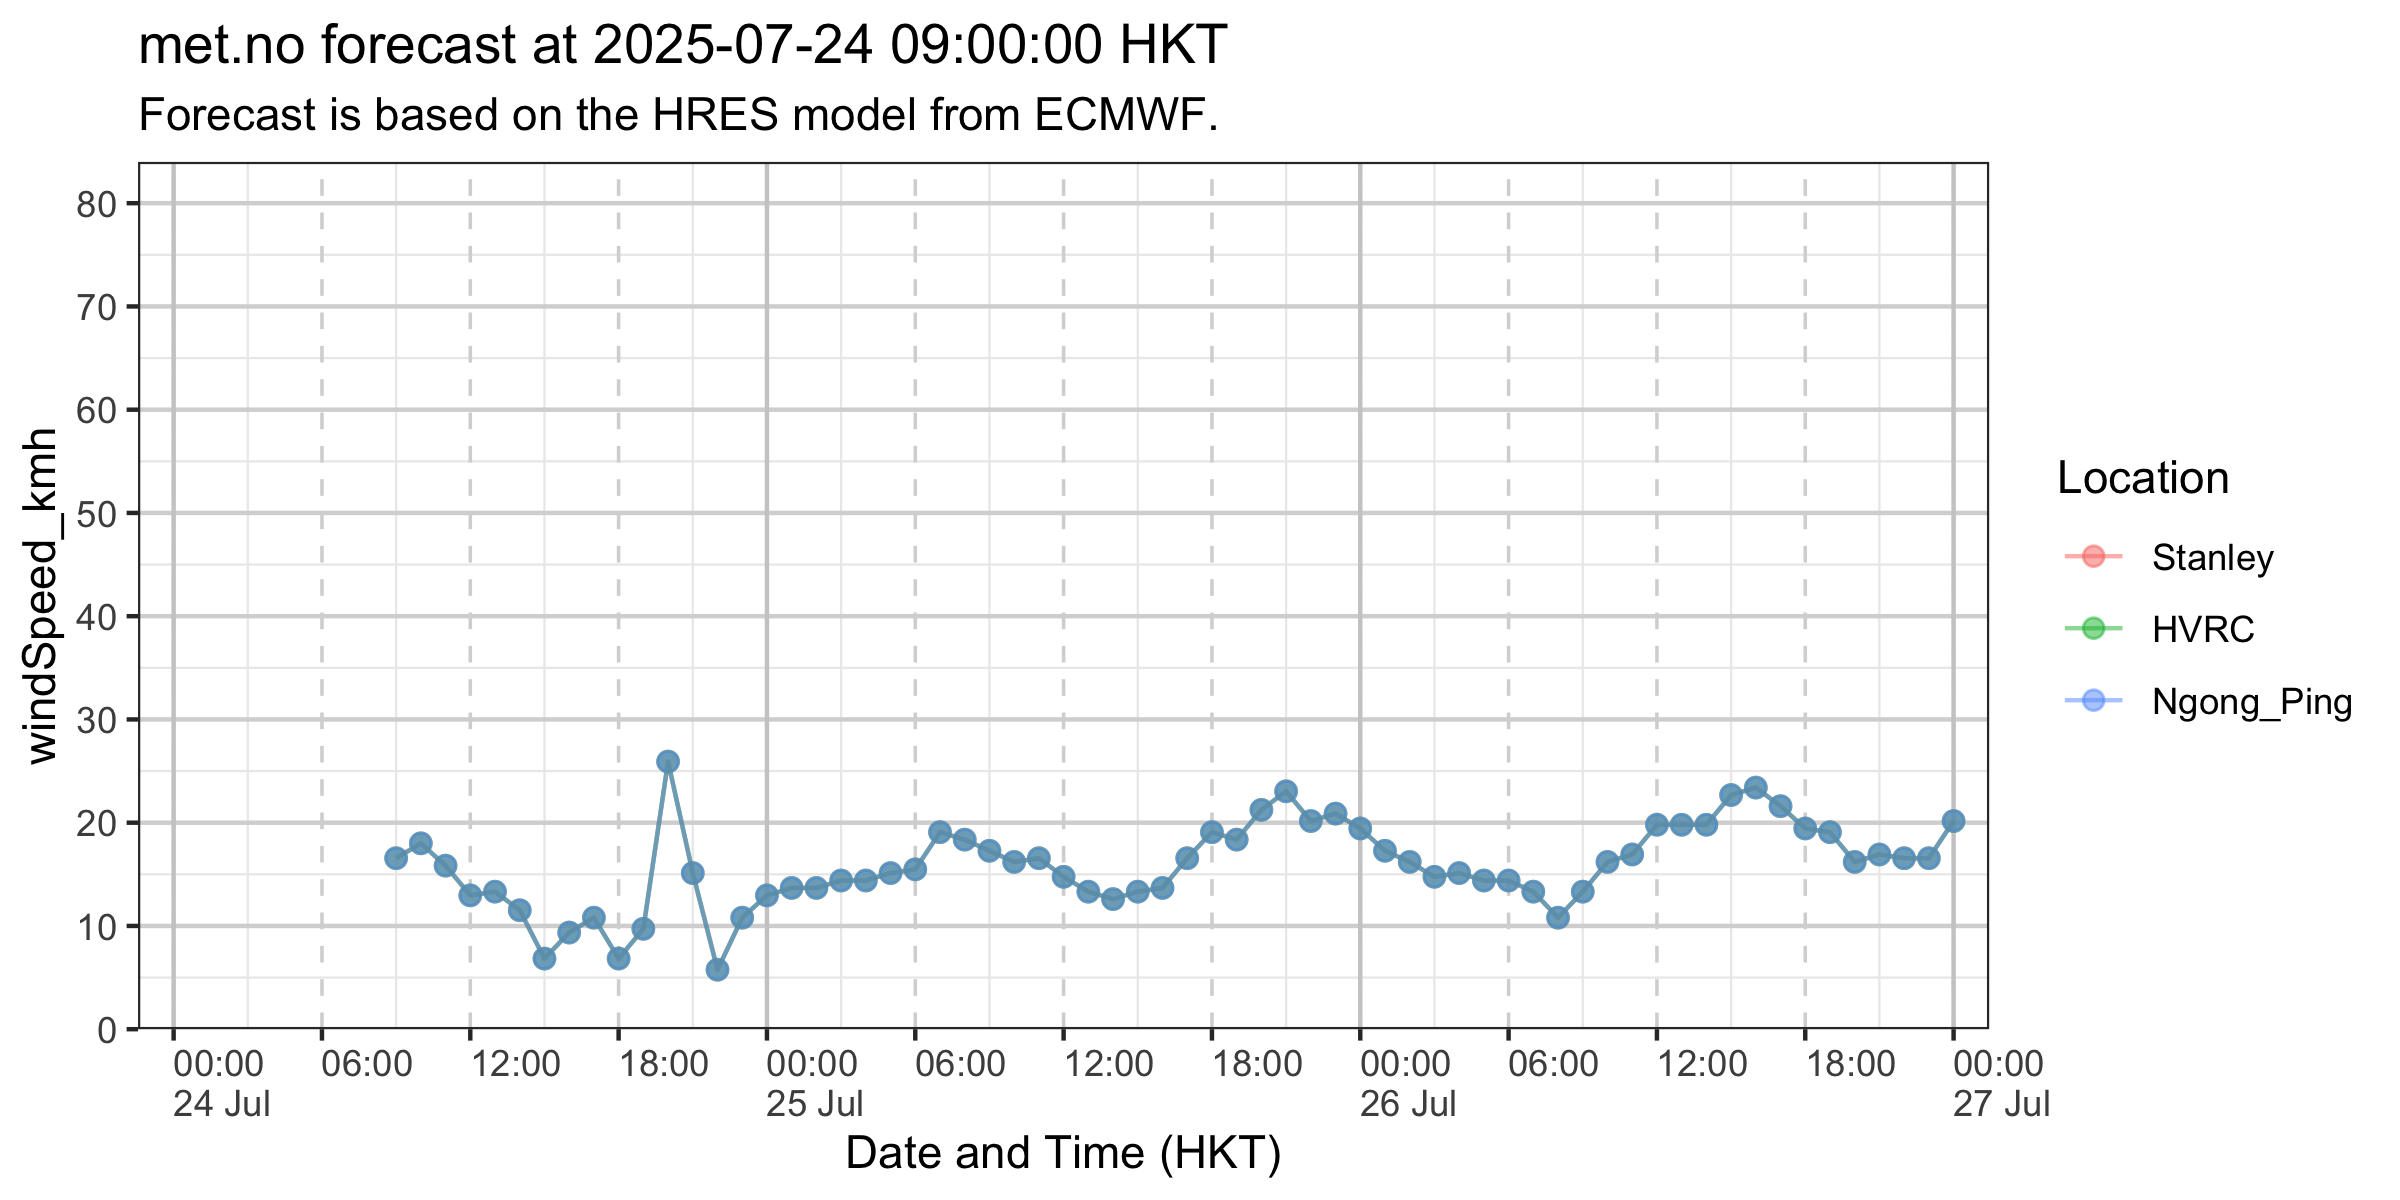 met.no forecast at 2025-07-24 09:00:00 HKT
Forecast is based on the HRES model from ECMWF.
windSpeed_kmh
80
70
60
50
40
30
20
10
0
00:00 06:00 12:00 18:00 00:00 06:00 12:00 18:00 00:00 06:00 12:00 18:00 00:00
24 Jul 25 Jul 26 Jul 27 Jul
Date and Time (HKT)
Location
Stanley
HVRC
Ngong_Ping